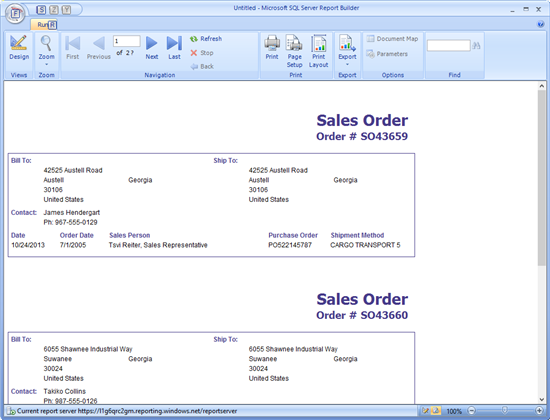 Untitled - Microsoft SQL Server Report Builder
F
S Z Y
Run R
Design
Zoom
First
Previous
1
of 2?
Next
Last
Refresh
Stop
Back
Print
Page Setup
Print Layout
Export
Document Map
Parameters
Views
Zoom
Navigation
Print
Export
Options
Find
Sales Order
Order # SO43659
Bill To: Ship To:
42525 Austell Road 42525 Austell Road
Austell Georgia Austell Georgia
30106 30106
United States United States
Contact: James Hendergart
Ph: 967-555-0129
Date Order Date Sales Person Purchase Order Shipment Method
10/24/2013 7/1/2005 Tsvi Reiter, Sales Representative PO522145787 CARGO TRANSPORT 5
Sales Order
Order # SO43660
Bill To: Ship To:
6055 Shawnee Industrial Way 6055 Shawnee Industrial Way
Suwanee Georgia Suwanee Georgia
30024 30024
United States United States
Contact: Takiko Collins
Ph: 987-555-0126
Current report server https://l1g6qrc2gm.reporting.windows.net/reportserver
100%